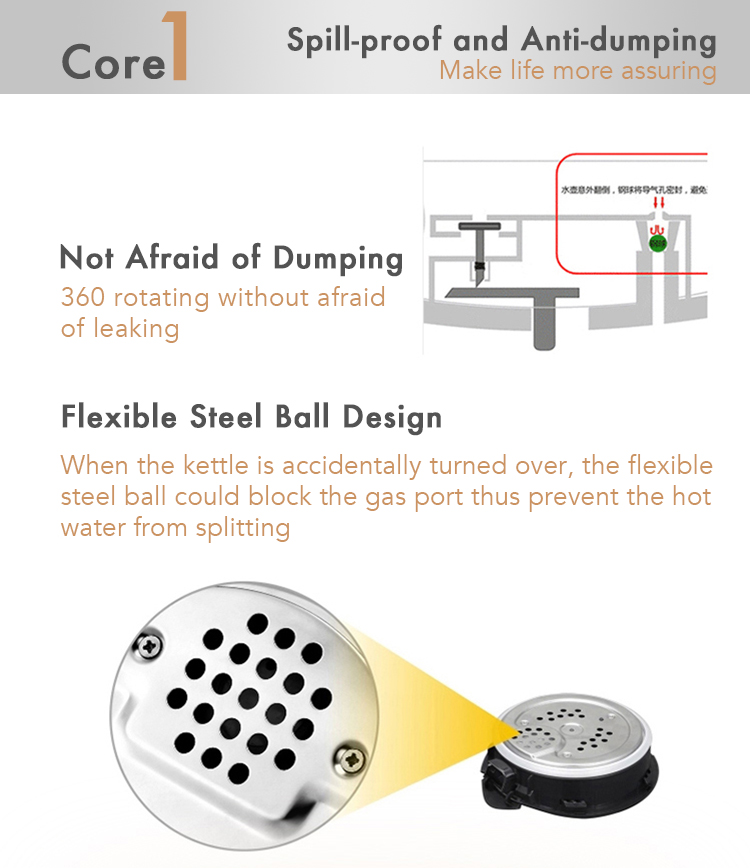 Core 1
Spill-proof and Anti-dumping
Make life more assuring
水壶意外翻倒，钢球将导气孔密封，避免
Not Afraid of Dumping
360 rotating without afraid
of leaking
Flexible Steel Ball Design
When the kettle is accidentally turned over, the flexible
steel ball could block the gas port thus prevent the hot
water from splitting